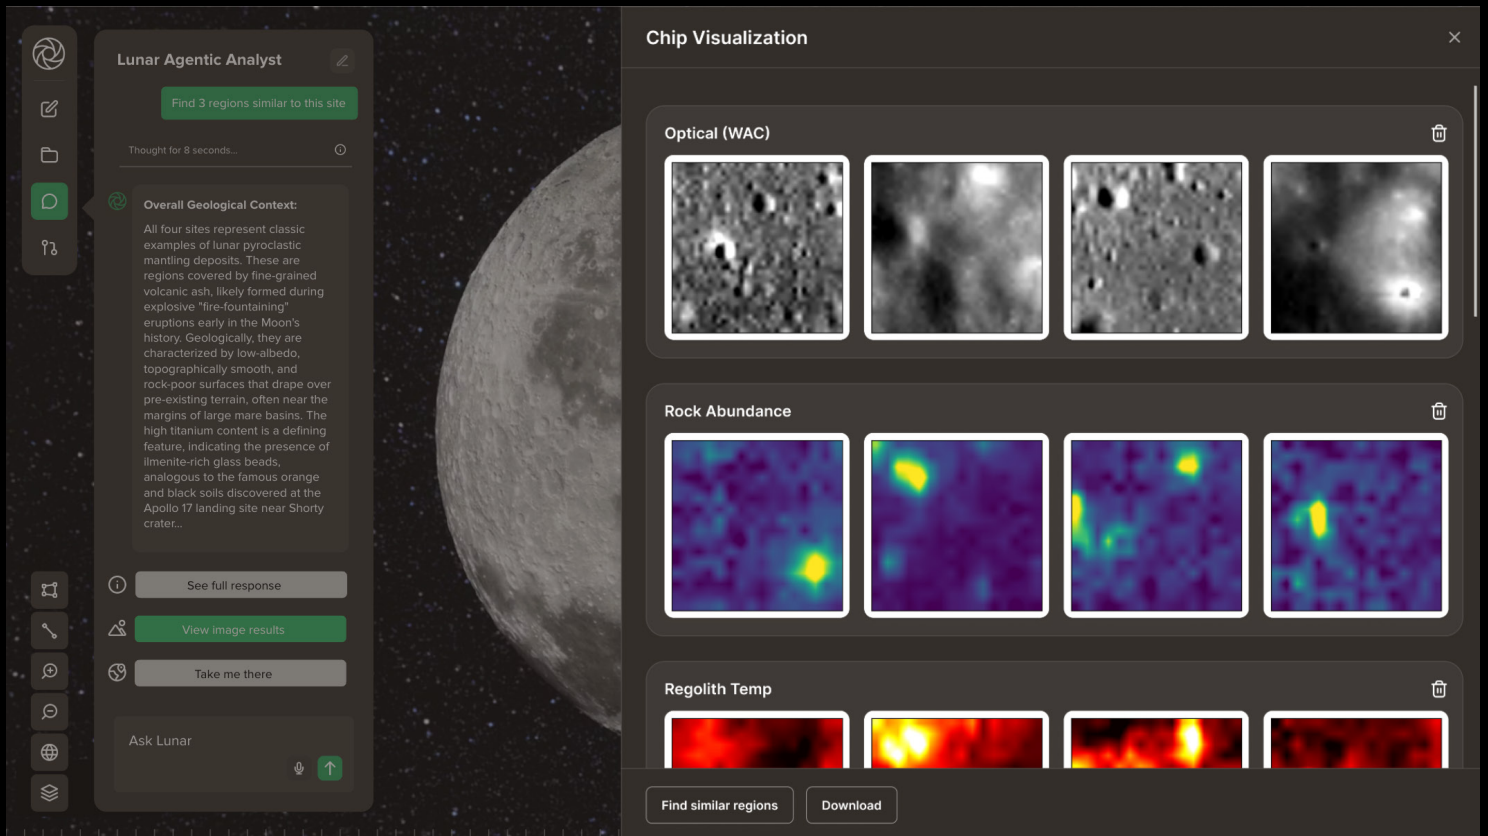 Lunar Agentic Analyst
Find 3 regions similar to this site
Thought for 8 seconds...
Overall Geological Context:
All four sites represent classic
examples of lunar pyroclastic
mantling deposits. These are
regions covered by fine-grained
volcanic ash, likely formed during
explosive "fire-fountaining"
eruptions early in the Moon's
history. Geologically, they are
characterized by low-albedo,
topographically smooth, and
rock-poor surfaces that drape over
pre-existing terrain, often near the
margins of large mare basins. The
high titanium content is a defining
feature, indicating the presence of
ilmenite-rich glass beads,
analogous to the famous orange
and black soils discovered at the
Apollo 17 landing site near Shorty
crater...
See full response
View image results
Take me there
Ask Lunar
Chip Visualization
Optical (WAC)
Rock Abundance
Regolith Temp
Find similar regions
Download